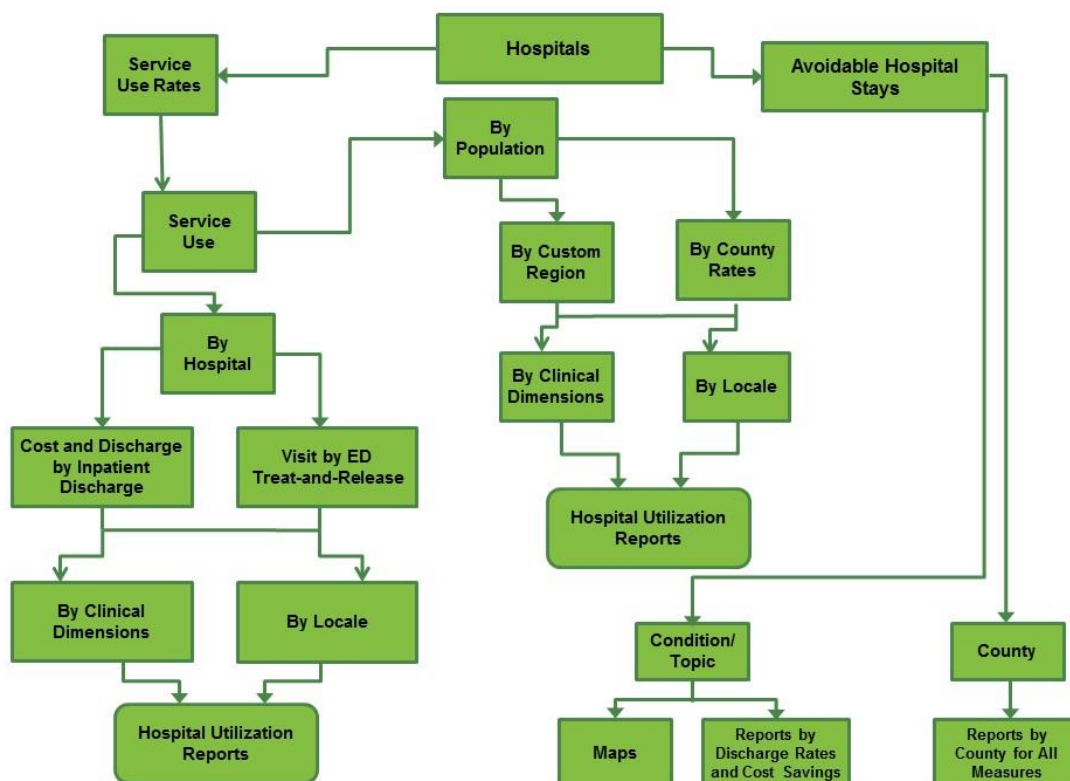 Hospitals
Service
Use Rates
Avoidable Hospital
Stays
By
Population
Service
Use
By Custom
Region
By County
Rates
By
Hospital
By Clinical
Dimensions
By Locale
Cost and Discharge
by Inpatient
Discharge
Visit by ED
Treat-and-Release
Hospital Utilization
Reports
By Clinical
Dimensions
By Locale
Condition/
Topic
County
Hospital Utilization
Reports
Maps
Reports by
Discharge Rates
and Cost Savings
Reports by
County for All
Measures